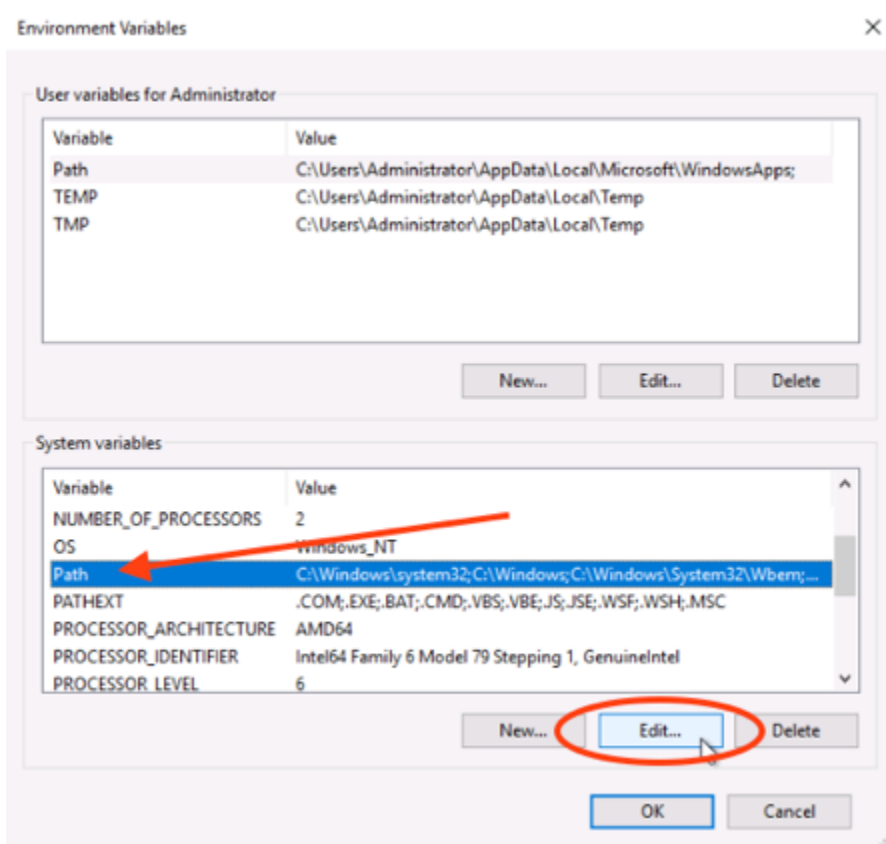 Environment Variables
User variables for Administrator
Variable Value
Path C:\Users\Administrator\AppData\Local\Microsoft\WindowsApps;
TEMP C:\Users\Administrator\AppData\Local\Temp
TMP C:\Users\Administrator\AppData\Local\Temp
New... Edit... Delete
System variables
Variable Value
NUMBER_OF_PROCESSORS 2
OS Windows_NT
Path C:\Windows\system32;C:\Windows;C:\Windows\System32\Wbem;...
PATHEXT .COM;.EXE;.BAT;.CMD;.VBS;.VBE;.JS;.JSE;.WSF;.WSH;.MSC
PROCESSOR_ARCHITECTURE AMD64
PROCESSOR_IDENTIFIER Intel64 Family 6 Model 79 Stepping 1, GenuineIntel
PROCESSOR_LEVEL 6
New... Edit... Delete
OK Cancel